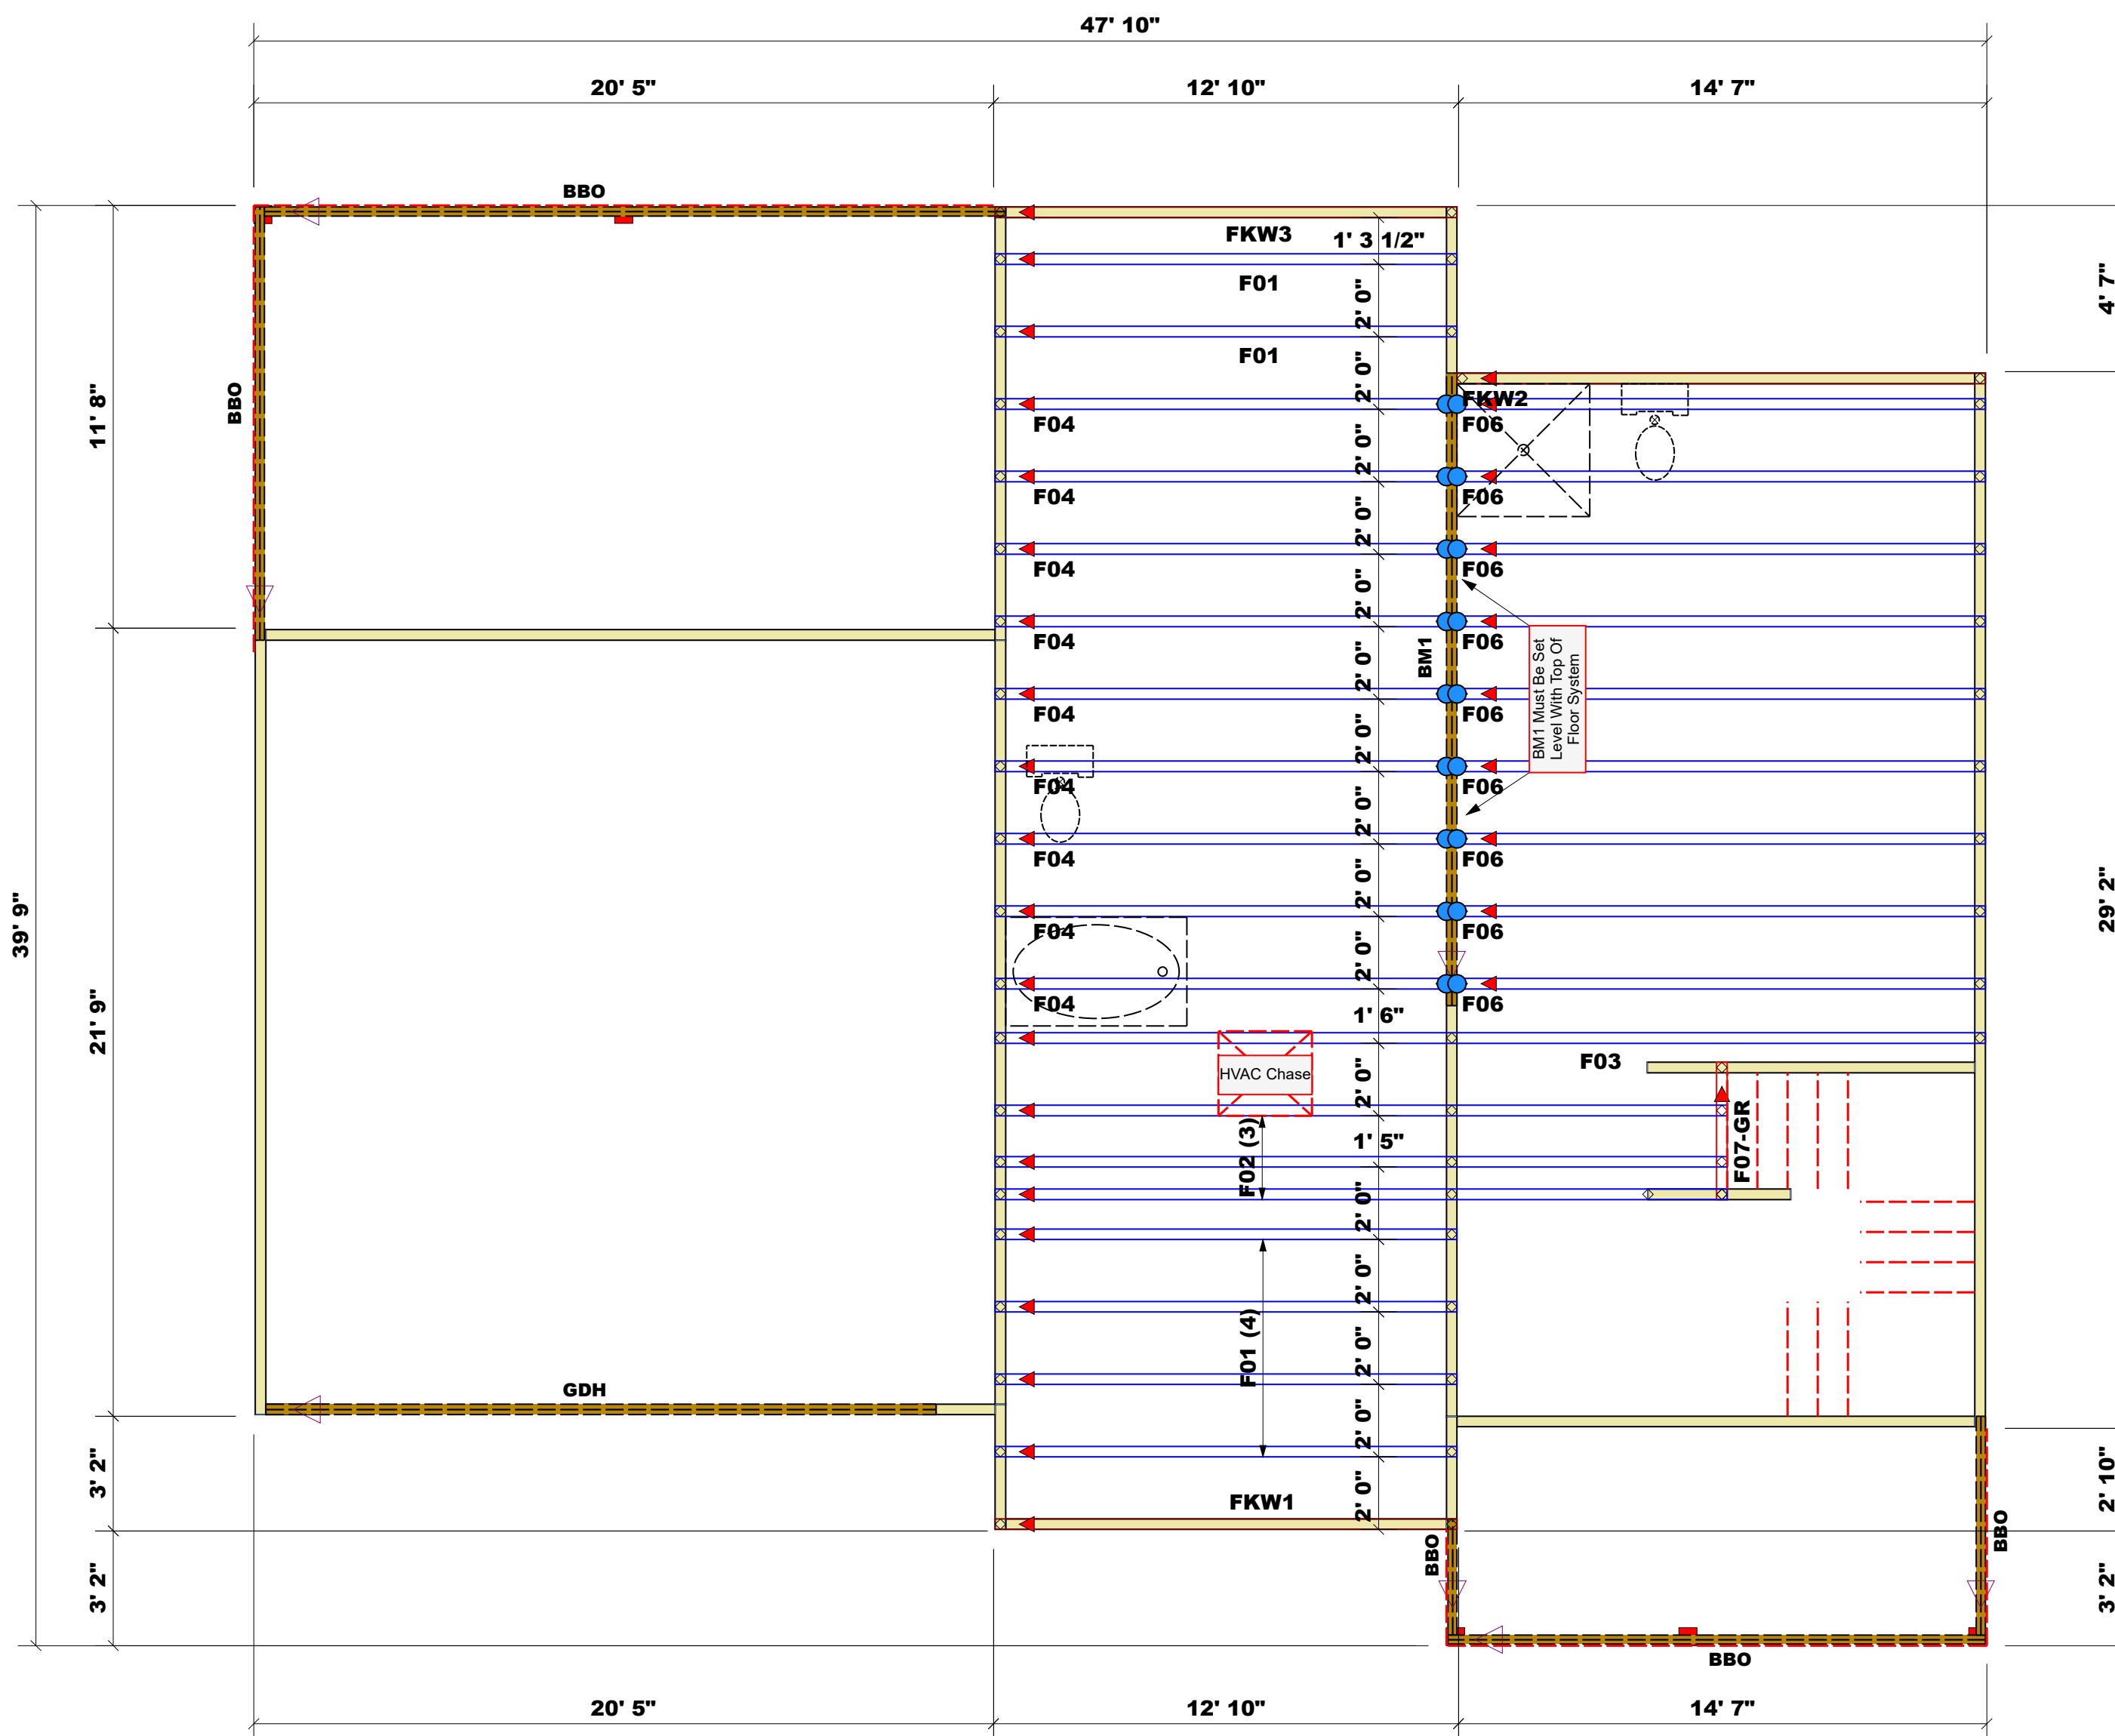 47' 10"
20' 5"
12' 10"
14' 7"
BBO
FKW3
1' 3 1/2"
F01
2' 0"
4' 7"
F01
2' 0"
BBO
11' 8"
FKW2
F04
F06
2' 0"
F04
F06
2' 0"
F04
F06
2' 0"
F04
F06
BM1
BM1 Must Be Set
Level With Top Of
Floor System
2' 0"
F04
F06
2' 0"
F04
F06
2' 0"
F04
F06
39' 9"
29' 2"
2' 0"
F04
F06
2' 0"
F04
F06
21' 9"
1' 6"
F03
HVAC Chase
2' 0"
1' 5"
F02 (3)
F07-GR
2' 0"
2' 0"
F01 (4)
2' 0"
GDH
2' 0"
3' 2"
2' 10"
FKW1
2' 0"
BBO
BBO
3' 2"
3' 2"
BBO
20' 5"
12' 10"
14' 7"